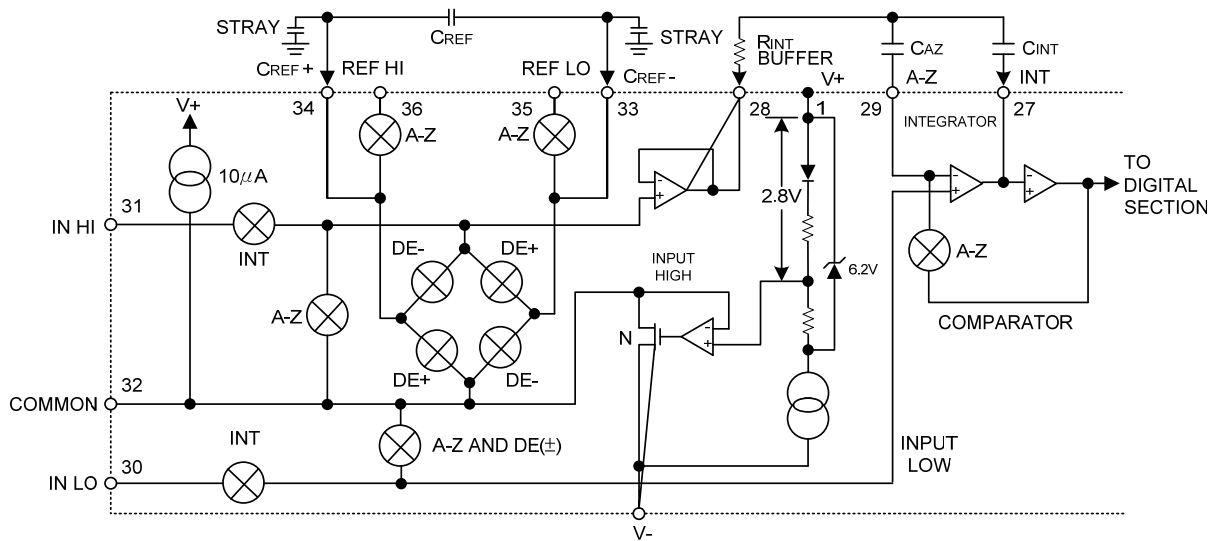 STRAY
CREF
STRAY
RINT
BUFFER
CAZ
CINT
CREF +
REF HI
REF LO
CREF -
V+
A-Z
INT
34
36
35
33
28
1
29
27
V+
A-Z
A-Z
INTEGRATOR
10µA
2.8V
TO
DIGITAL
SECTION
31
IN HI
INT
DE-
DE+
INPUT
HIGH
6.2V
A-Z
A-Z
N
COMPARATOR
DE+
DE-
32
COMMON
INT
A-Z AND DE(±)
INPUT
LOW
30
IN LO
V-
-
+
-
+
-
+
-